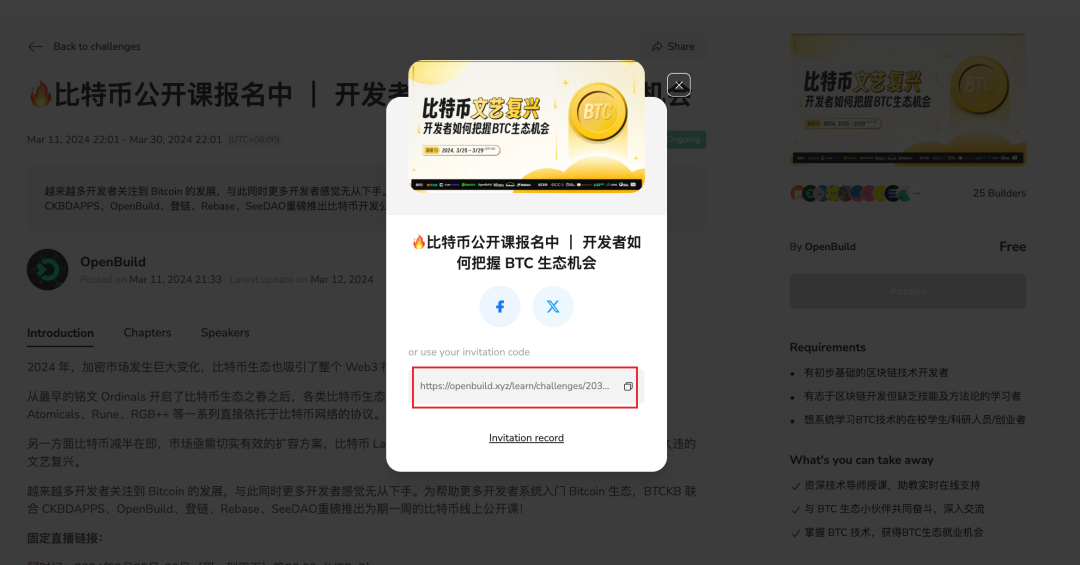 Back to challenges
Share
🔥比特币公开课报名中 ｜ 开发
机会
Mar 11, 2024 22:01 - Mar 30, 2024 22:01 (UTC+08:00)
Ongoing
越来越多开发者关注到 Bitcoin 的发展，与此同时更多开发者感觉无从下手。
CKBDAPPS、OpenBuild、登链、Rebase、SeeDAO重磅推出比特币开发
OpenBuild
Posted on Mar 11, 2024 21:33 · Latest update on Mar 12, 2024
Introduction
Chapters
Speakers
2024 年，加密市场发生巨大变化，比特币生态也吸引了整个 Web3
从最早的铭文 Ordinals 开启了比特币生态之春之后，各类比特币生态
Atomicals、Rune、RGB++ 等一系列直接依托于比特币网络的协议。
另一方面比特币减半在即，市场亟需切实有效的扩容方案，比特币 La
久违的
文艺复兴。
越来越多开发者关注到 Bitcoin 的发展，与此同时更多开发者感觉无从下手。为帮助更多开发者系统入门 Bitcoin 生态，BTCKB 联
合 CKBDAPPS、OpenBuild、登链、Rebase、SeeDAO重磅推出为期一周的比特币线上公开课！
固定直播链接：
比特币文艺复兴
开发者如何把握BTC生态机会
2024. 3/25－3/29
BTC
🔥比特币公开课报名中 ｜ 开发者如
何把握 BTC 生态机会
or use your invitation code
https://openbuild.xyz/learn/challenges/203...
Invitation record
比特币文艺复兴
开发者如何把握BTC生态机会
2024. 3/25－3/29
BTC
25 Builders
By OpenBuild
Free
Applied
Requirements
有初步基础的区块链技术开发者
有志于区块链开发但缺乏技能及方法论的学习者
想系统学习BTC技术的在校学生/科研人员/创业者
What's you can take away
资深技术导师授课，助教实时在线支持
与 BTC 生态小伙伴共同奋斗，深入交流
掌握 BTC 技术，获得BTC生态就业机会